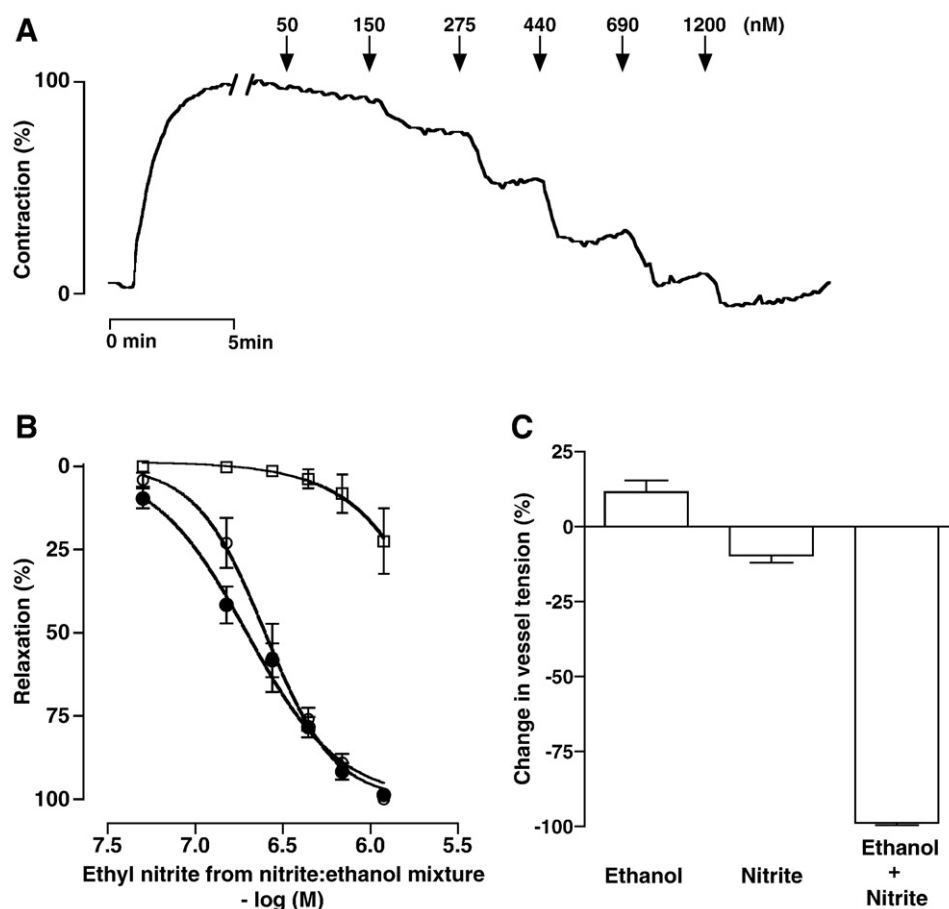 A
50 150 275 440 690 1200 (nM)
100
Contraction (%)
0
0 min 5min
B
0
25
50
75
100
Relaxation (%)
7.5 7.0 6.5 6.0 5.5
Ethyl nitrite from nitrite:ethanol mixture
- log (M)
C
25
0
-25
-50
-75
-100
Change in vessel tension (%)
Ethanol Nitrite Ethanol
+
Nitrite